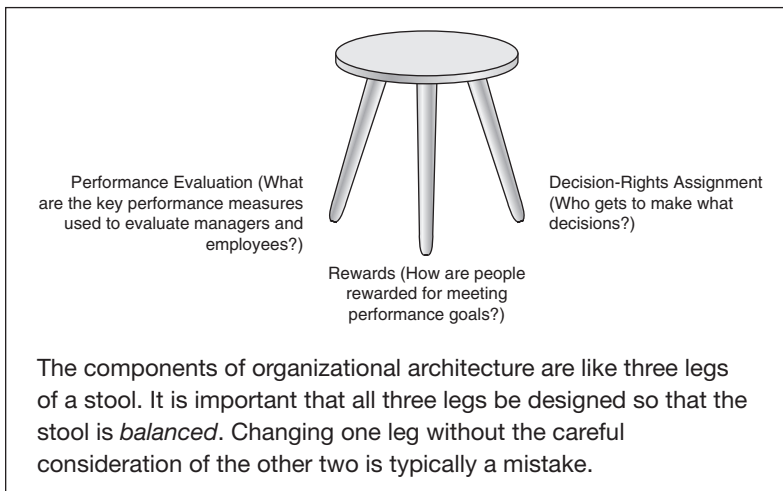 Performance Evaluation (What
are the key performance measures
used to evaluate managers and
employees?)
Rewards (How are people
rewarded for meeting
performance goals?)
Decision-Rights Assignment
(Who gets to make what
decisions?)
The components of organizational architecture are like three legs
of a stool. It is important that all three legs be designed so that the
stool is balanced. Changing one leg without the careful
consideration of the other two is typically a mistake.